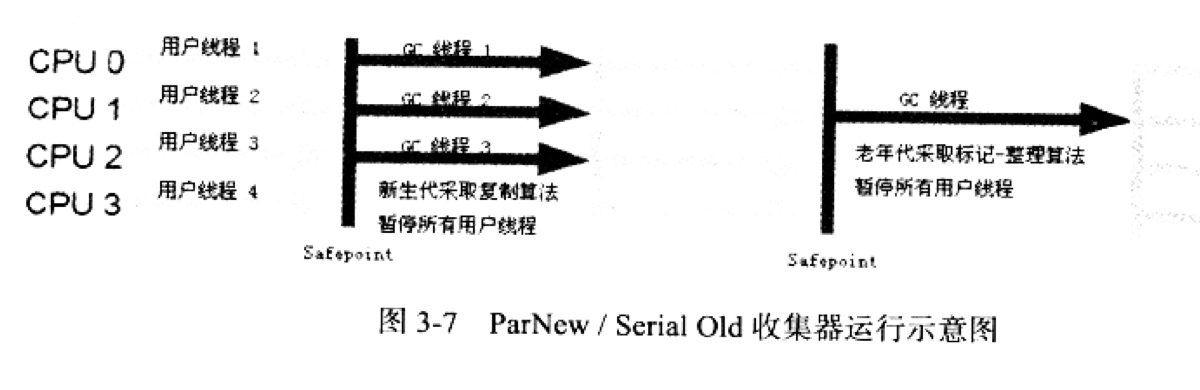 CPU 0
用户线程 1
GC 线程 1
CPU 1
用户线程 2
GC 线程 2
GC 线程
CPU 2
用户线程 3
GC 线程 3
老年代采取标记-整理算法
CPU 3
用户线程 4
新生代采取复制算法
暂停所有用户线程
暂停所有用户线程
Safepoint
Safepoint
图 3-7 ParNew / Serial Old 收集器运行示意图